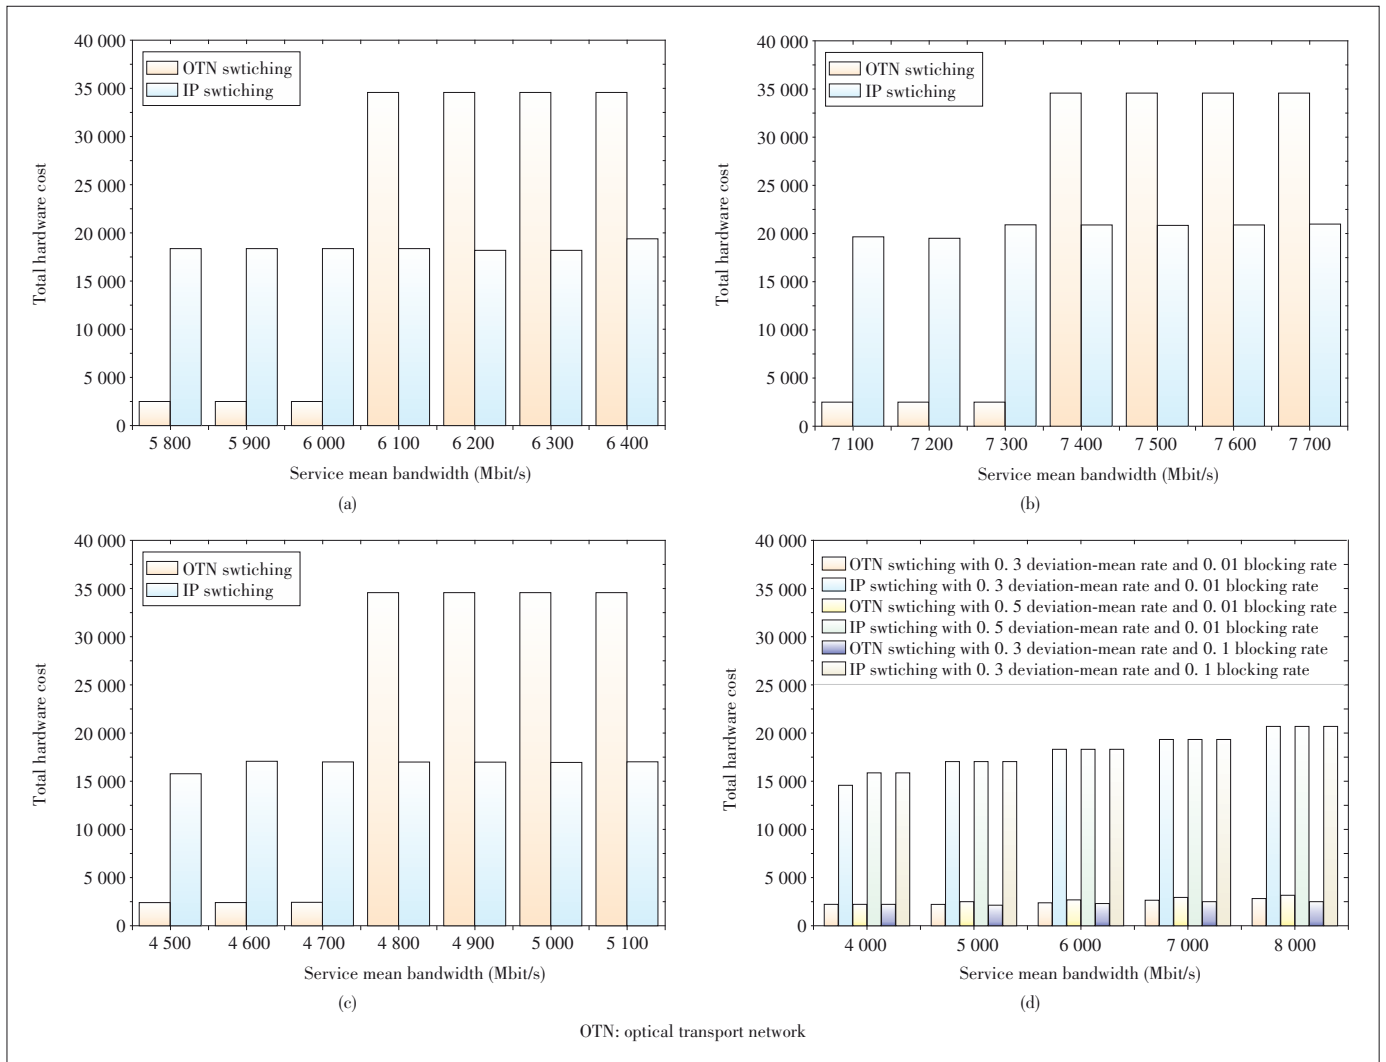 40 000
35 000
30 000
25 000
20 000
15 000
10 000
5 000
0
Total hardware cost
OTN swtiching
IP swtiching
5 800 5 900 6 000 6 100 6 200 6 300 6 400
Service mean bandwidth (Mbit/s)
(a)
40 000
35 000
30 000
25 000
20 000
15 000
10 000
5 000
0
Total hardware cost
OTN swtiching
IP swtiching
7 100 7 200 7 300 7 400 7 500 7 600 7 700
Service mean bandwidth (Mbit/s)
(b)
40 000
35 000
30 000
25 000
20 000
15 000
10 000
5 000
0
Total hardware cost
OTN swtiching
IP swtiching
4 500 4 600 4 700 4 800 4 900 5 000 5 100
Service mean bandwidth (Mbit/s)
(c)
40 000
35 000
30 000
25 000
20 000
15 000
10 000
5 000
0
Total hardware cost
OTN swtiching with 0. 3 deviation-mean rate and 0. 01 blocking rate
IP swtiching with 0. 3 deviation-mean rate and 0. 01 blocking rate
OTN swtiching with 0. 5 deviation-mean rate and 0. 01 blocking rate
IP swtiching with 0. 5 deviation-mean rate and 0. 01 blocking rate
OTN swtiching with 0. 3 deviation-mean rate and 0. 1 blocking rate
IP swtiching with 0. 3 deviation-mean rate and 0. 1 blocking rate
4 000 5 000 6 000 7 000 8 000
Service mean bandwidth (Mbit/s)
(d)
OTN: optical transport network